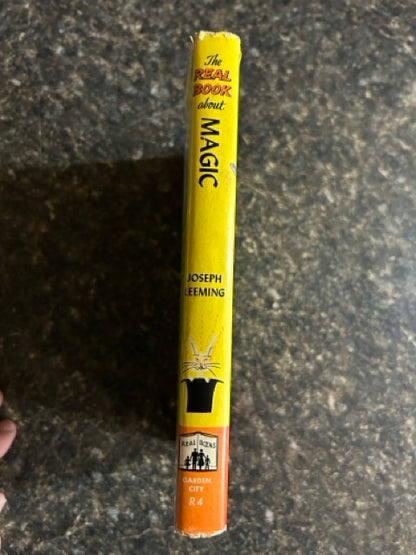 The
REAL
BOOK
about
MAGIC
JOSEPH
LEEMING
REAL BOOKS
GARDEN
CITY
R4